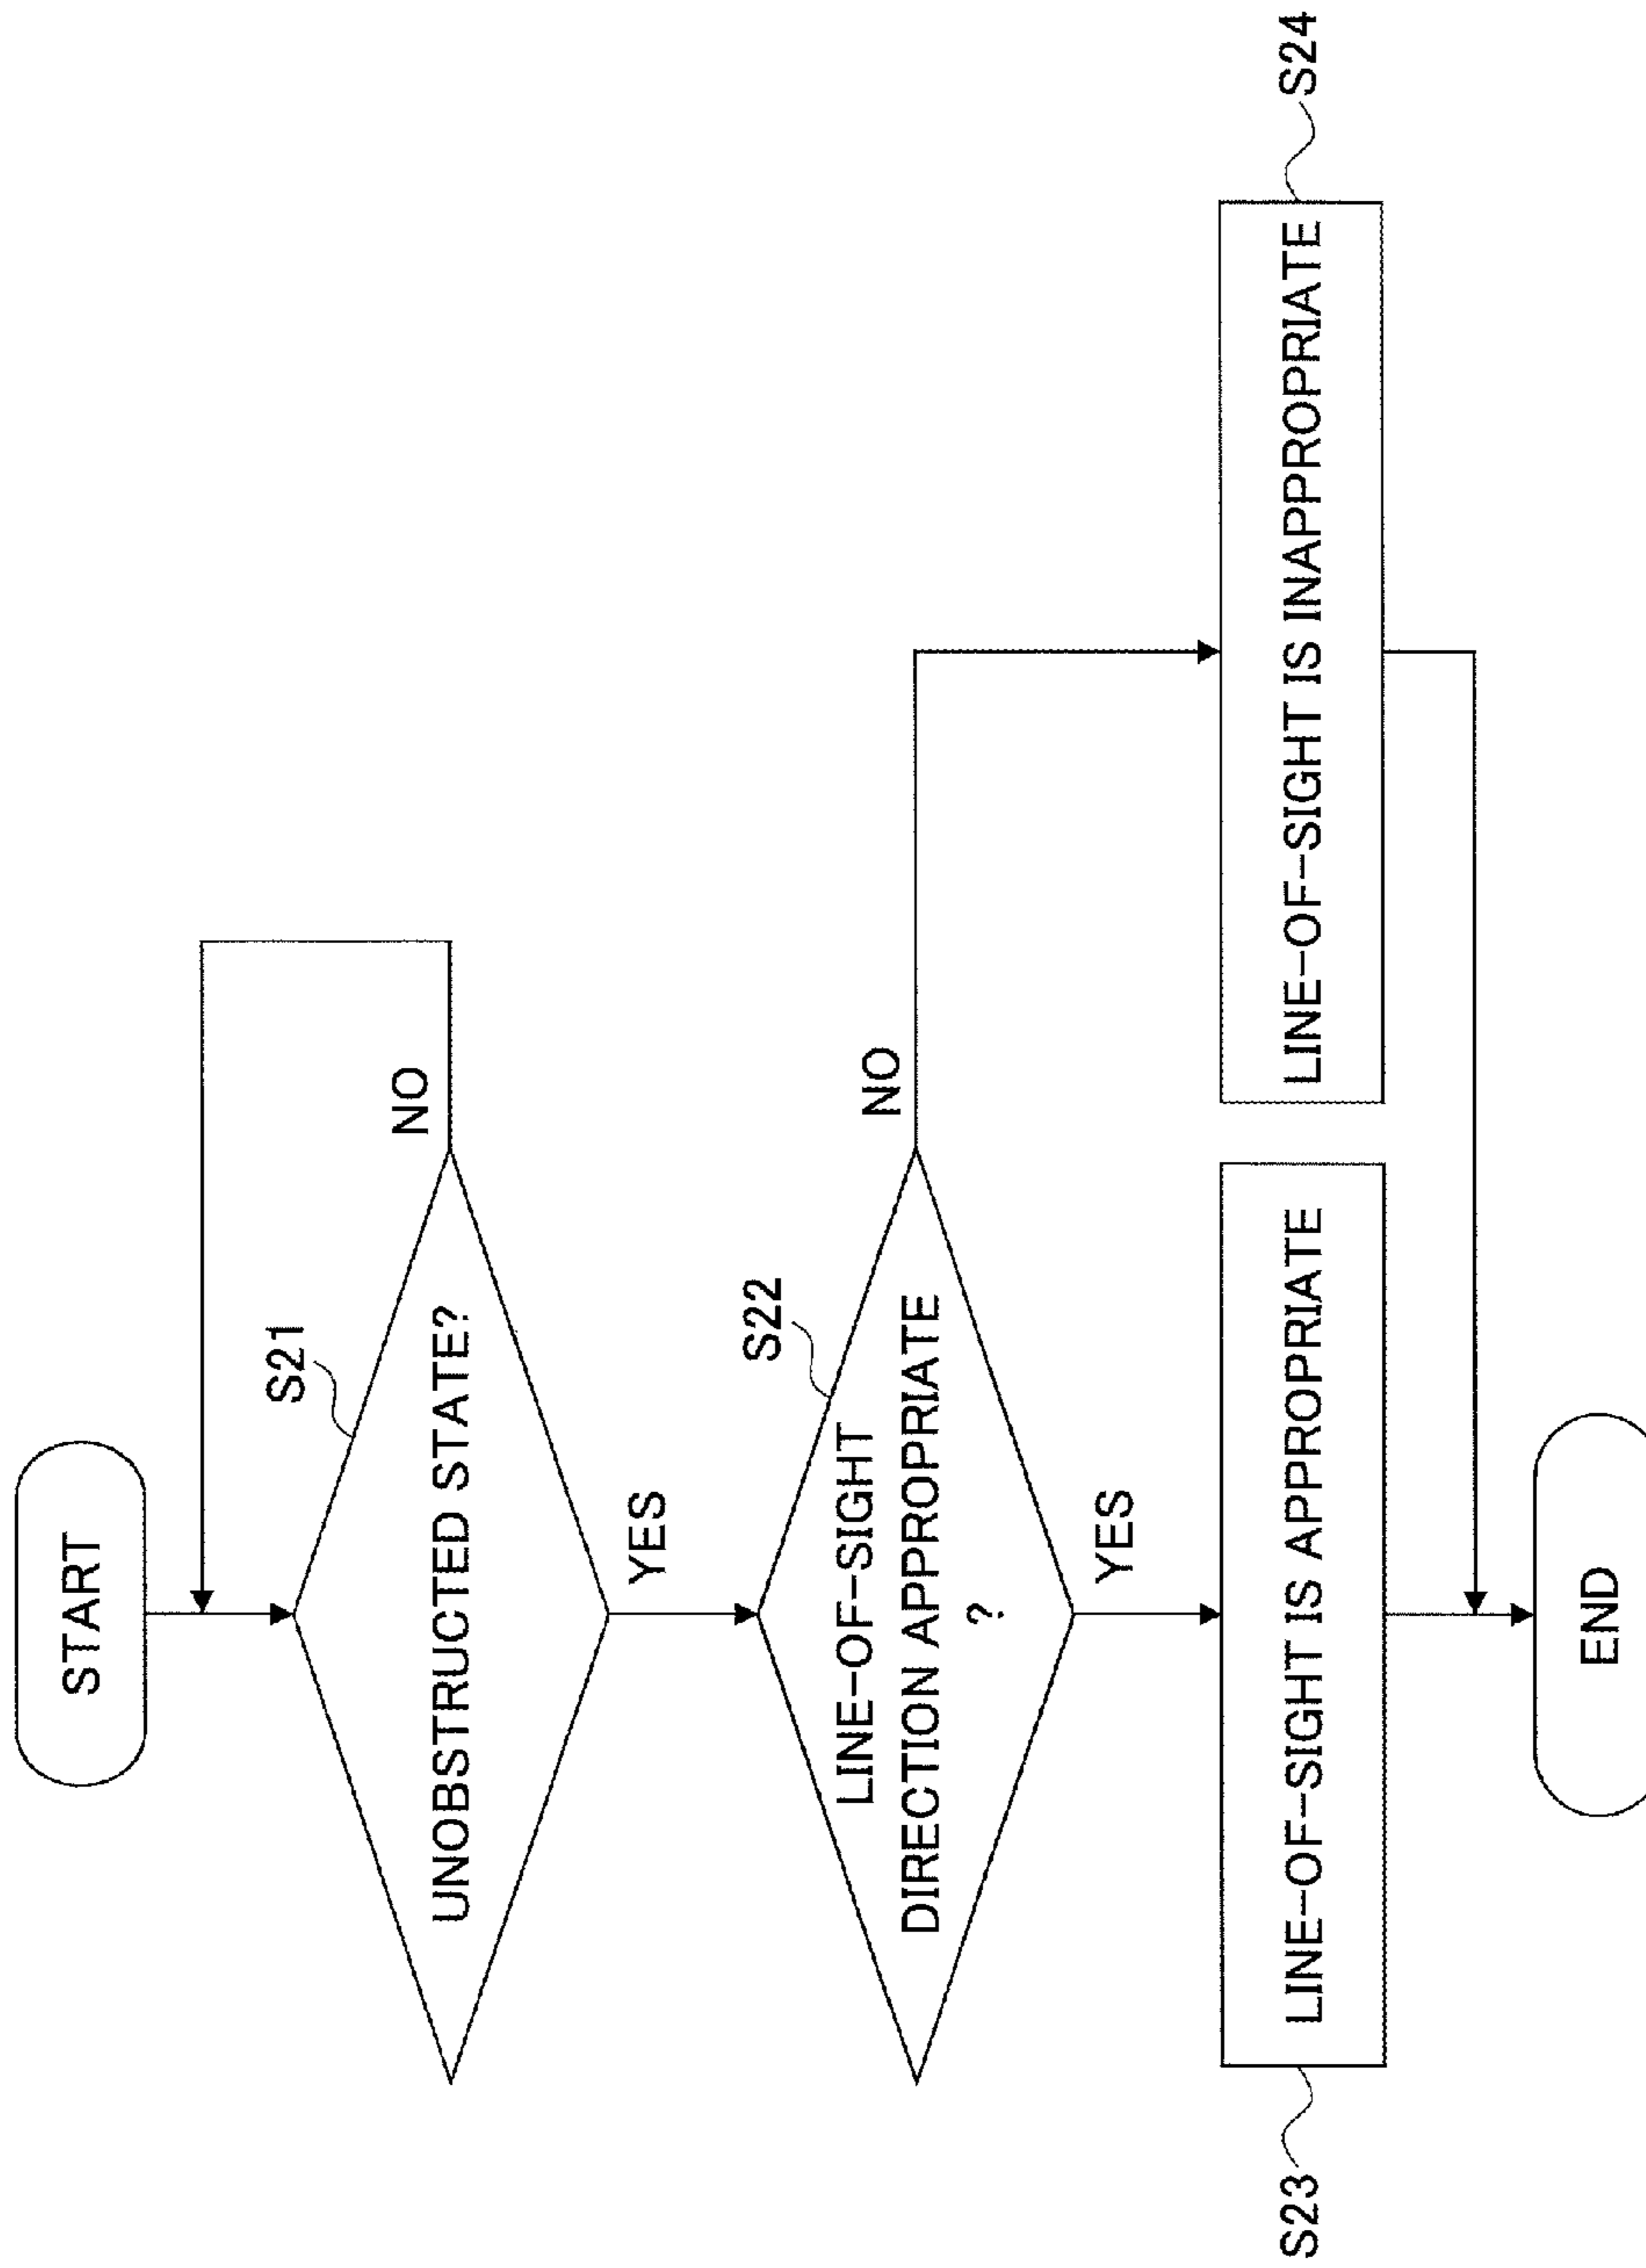 START
S21
UNOBSTRUCTED STATE?
NO
YES
S22
LINE-OF-SIGHT
DIRECTION APPROPRIATE
?
NO
YES
S23
LINE-OF-SIGHT IS APPROPRIATE
LINE-OF-SIGHT IS INAPPROPRIATE
S24
END